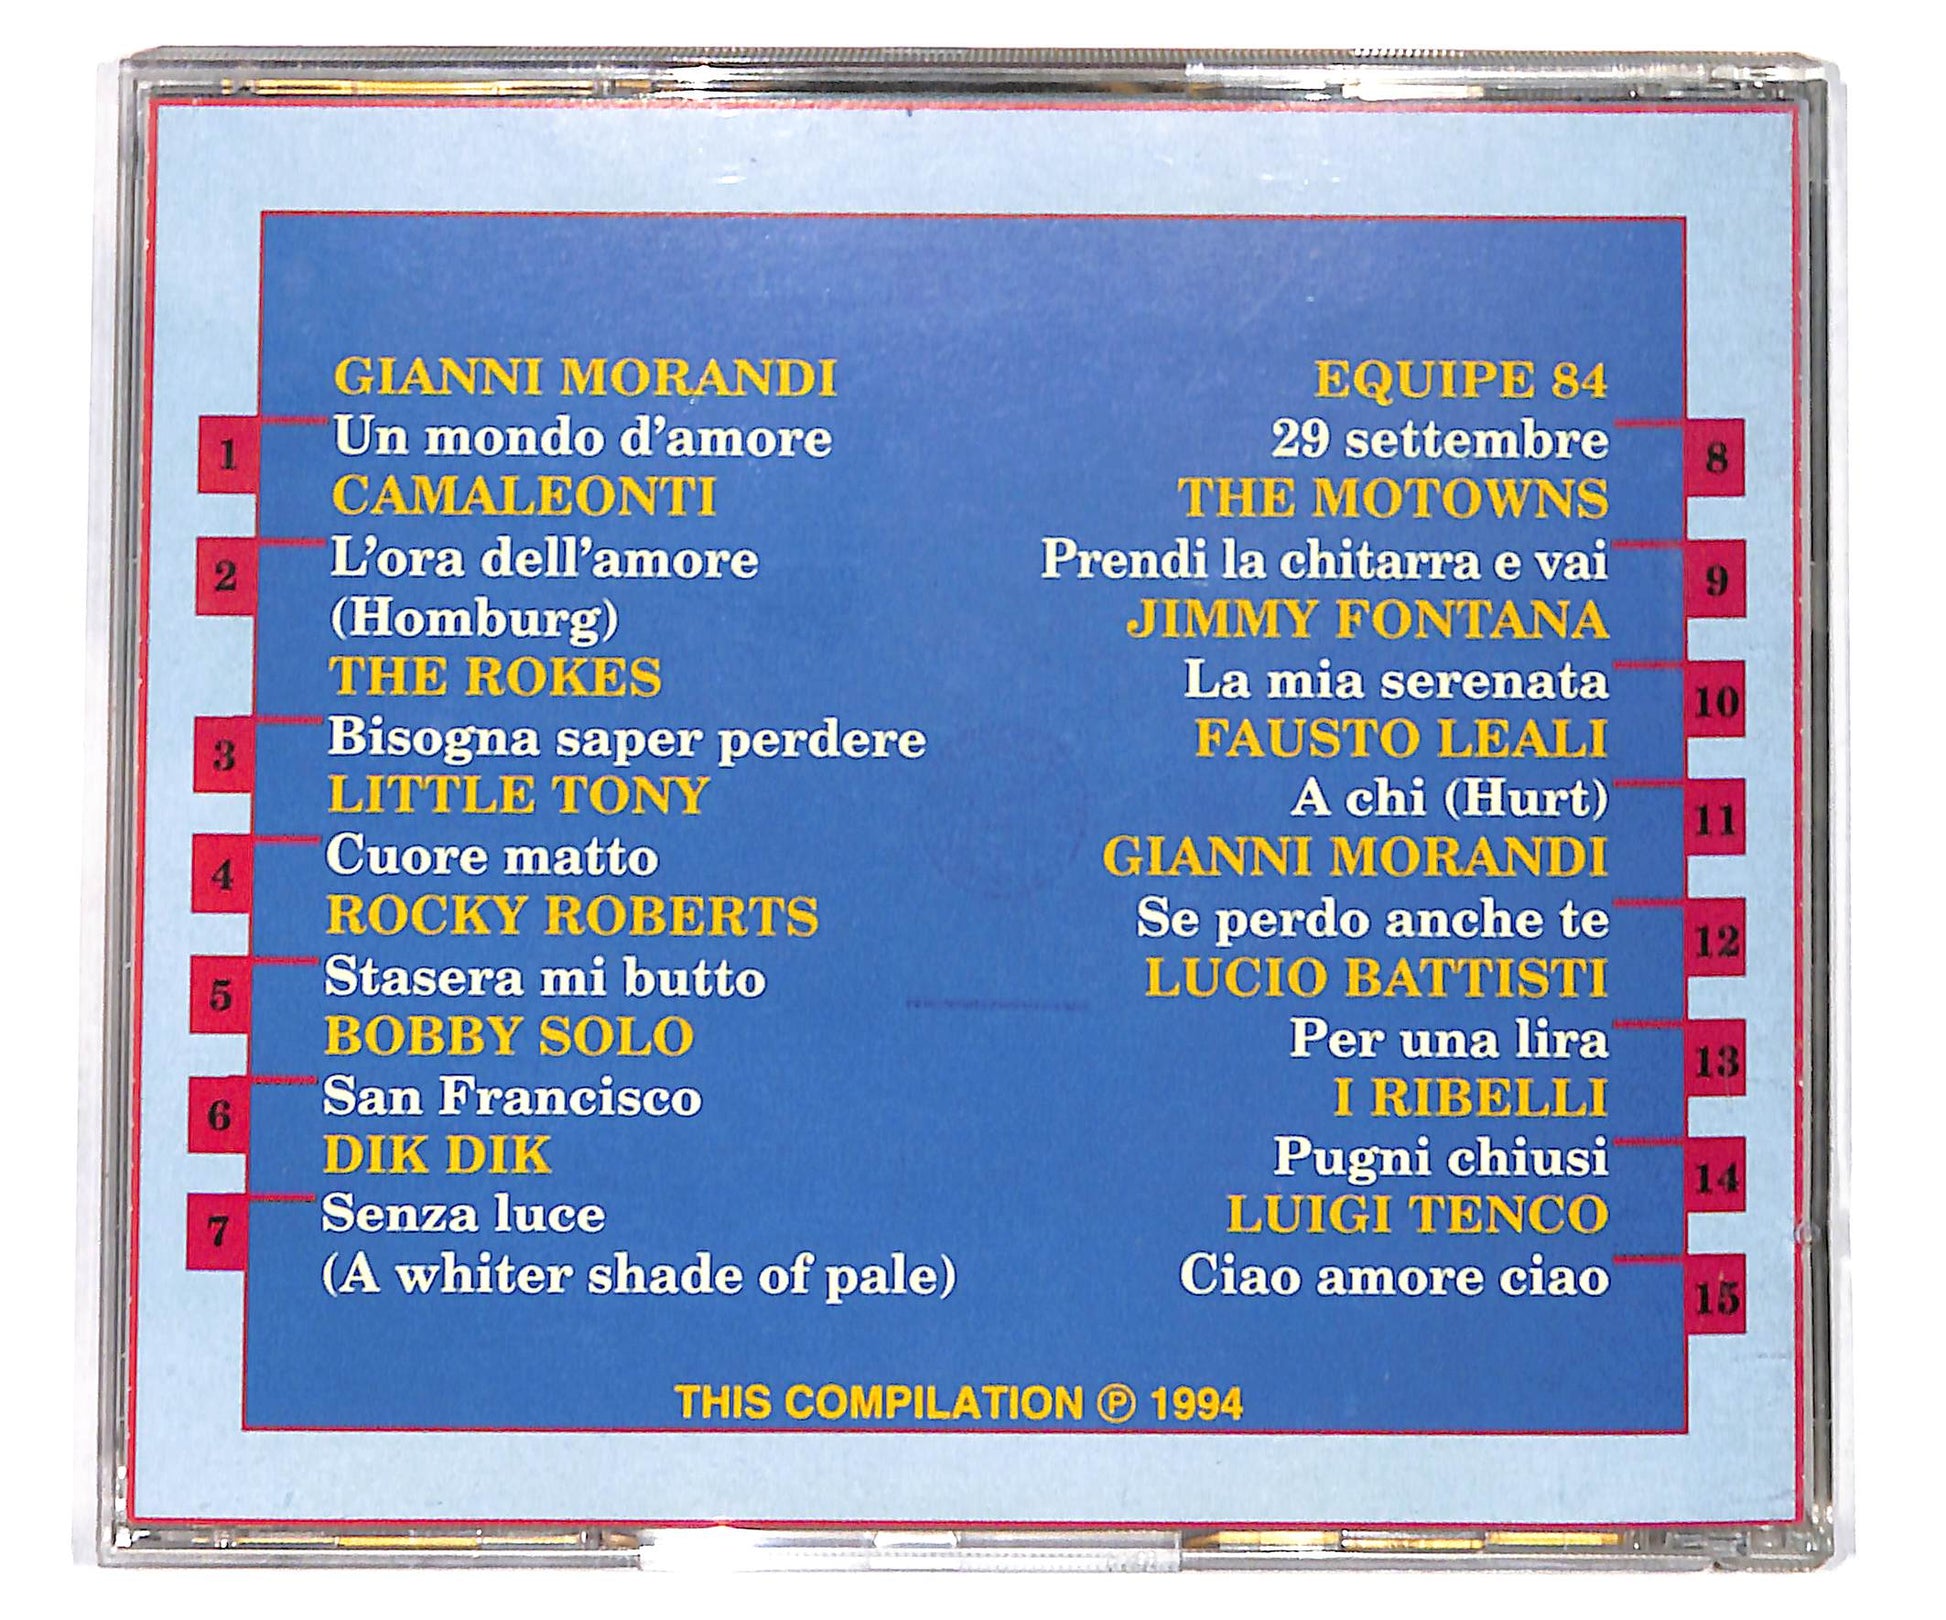 GIANNI MORANDI
1 Un mondo d'amore
CAMALEONTI
2 L'ora dell'amore
(Homburg)
THE ROKES
3 Bisogna saper perdere
LITTLE TONY
4 Cuore matto
ROCKY ROBERTS
5 Stasera mi butto
BOBBY SOLO
6 San Francisco
DIK DIK
7 Senza luce
(A whiter shade of pale)
EQUIPE 84
29 settembre 8
THE MOTOWNS
Prendi la chitarra e vai 9
JIMMY FONTANA
La mia serenata 10
FAUSTO LEALI
A chi (Hurt) 11
GIANNI MORANDI
Se perdo anche te 12
LUCIO BATTISTI
Per una lira 13
I RIBELLI
Pugni chiusi 14
LUIGI TENCO
Ciao amore ciao 15
THIS COMPILATION ℗ 1994